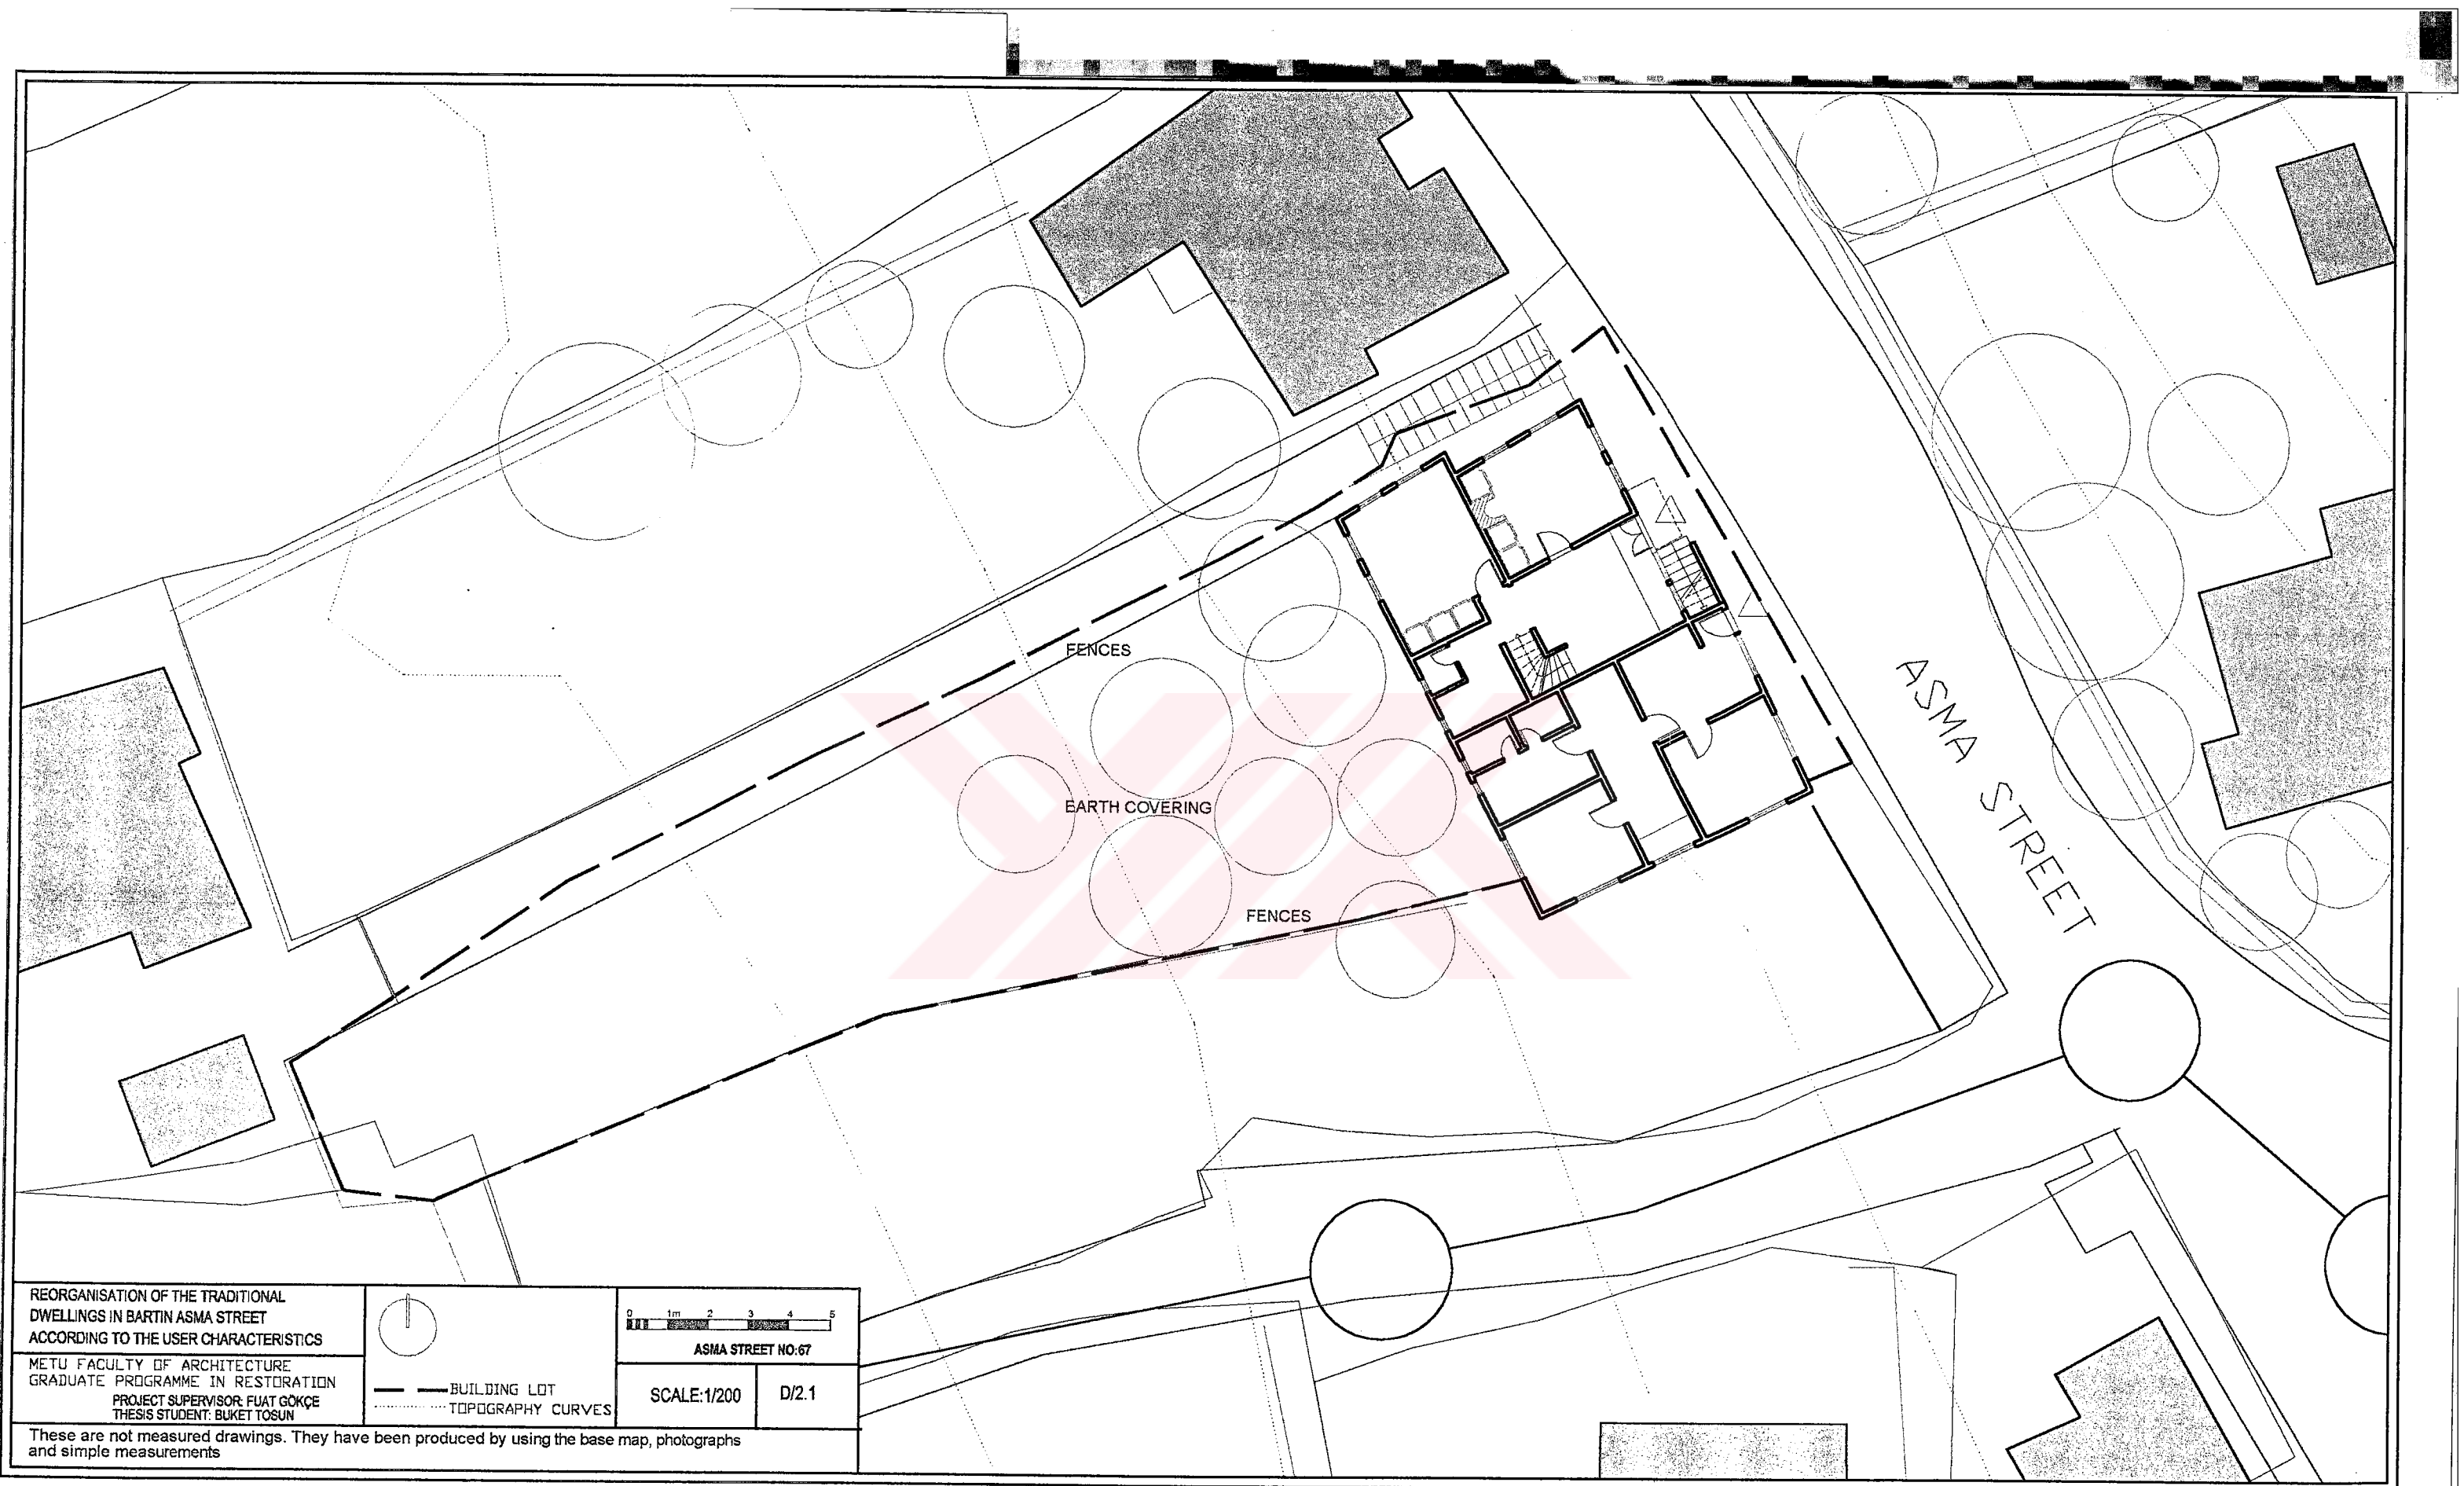 FENCES
ASMA STREET
EARTH COVERING
FENCES
REORGANISATION OF THE TRADITIONAL
DWELLINGS IN BARTIN ASMA STREET
ACCORDING TO THE USER CHARACTERISTICS
METU FACULTY OF ARCHITECTURE
GRADUATE PROGRAMME IN RESTORATION
PROJECT SUPERVISOR: FUAT GÖKÇE
THESIS STUDENT: BUKET TOSUN
BUILDING LOT
TOPOGRAPHY CURVES
0 1m 2 3 4 5
ASMA STREET NO:67
SCALE:1/200
D/2.1
These are not measured drawings. They have been produced by using the base map, photographs
and simple measurements